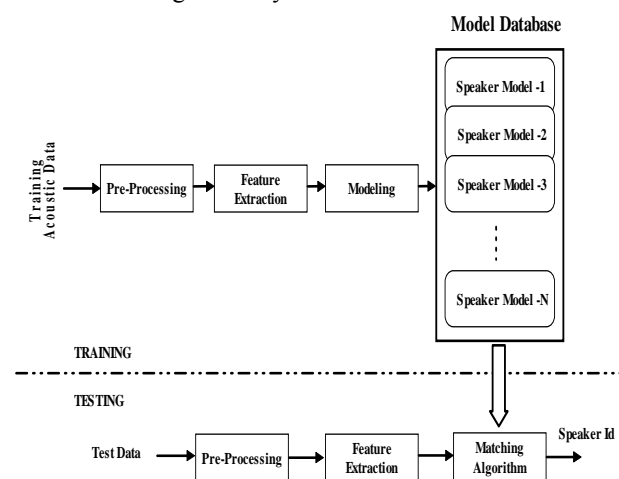 Model Database
Speaker Model -1
Speaker Model -2
Speaker Model -3
Speaker Model -N
Training
Acoustic Data
Pre-Processing
Feature
Extraction
Modeling
TRAINING
TESTING
Test Data
Pre-Processing
Feature
Extraction
Matching
Algorithm
Speaker Id